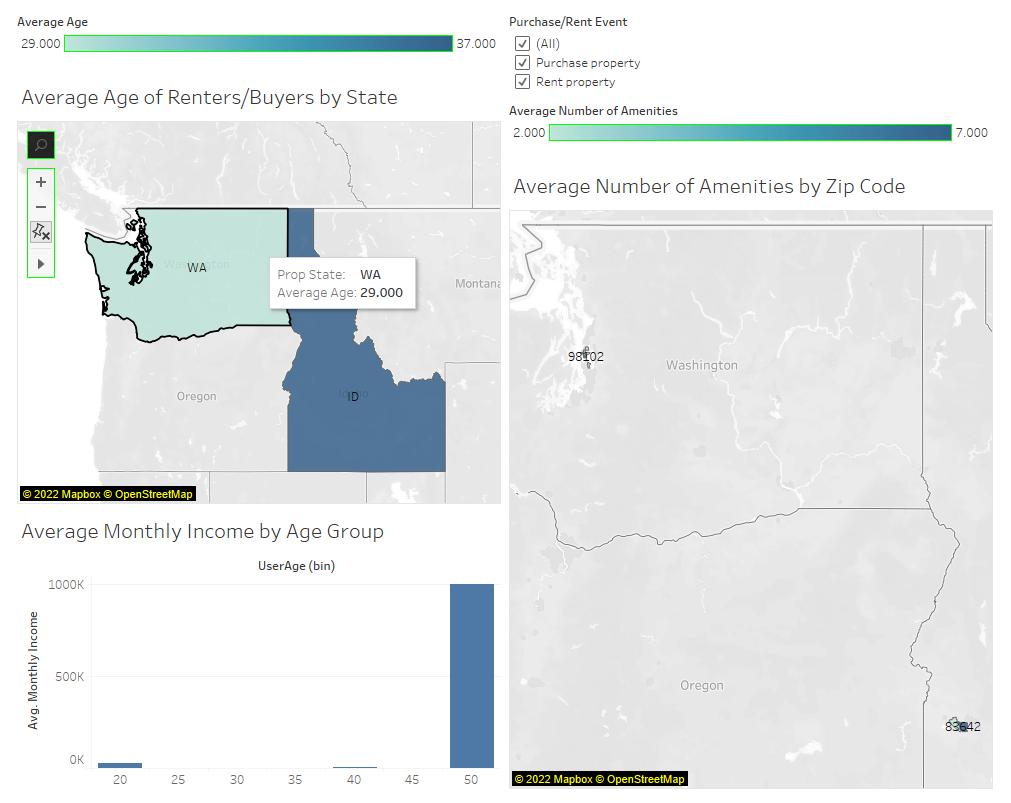 Average Age
29.000
37.000
Average Age of Renters/Buyers by State
Washington
WA
Prop State: WA
Average Age: 29.000
Montana
Oregon
ID
© 2022 Mapbox © OpenStreetMap
Average Monthly Income by Age Group
UserAge (bin)
Avg. Monthly Income
1000K
500K
0K
20 25 30 35 40 45 50
Purchase/Rent Event
(All)
Purchase property
Rent property
Average Number of Amenities
2.000
7.000
Average Number of Amenities by Zip Code
98102
Washington
Oregon
83642
© 2022 Mapbox © OpenStreetMap